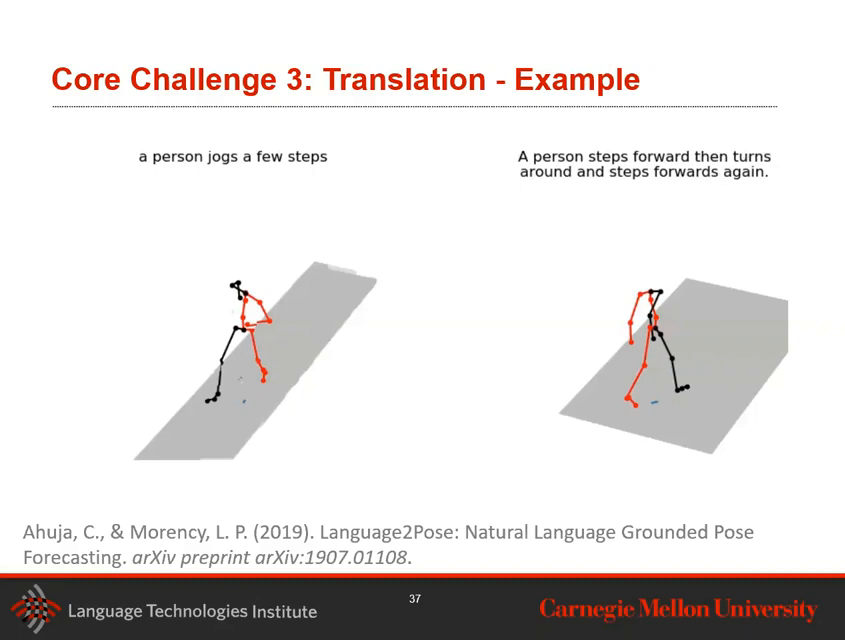 Core Challenge 3: Translation - Example
a person jogs a few steps
A person steps forward then turns
around and steps forwards again.
Ahuja, C., & Morency, L. P. (2019). Language2Pose: Natural Language Grounded Pose
Forecasting. arXiv preprint arXiv:1907.01108.
Language Technologies Institute
37
Carnegie Mellon University